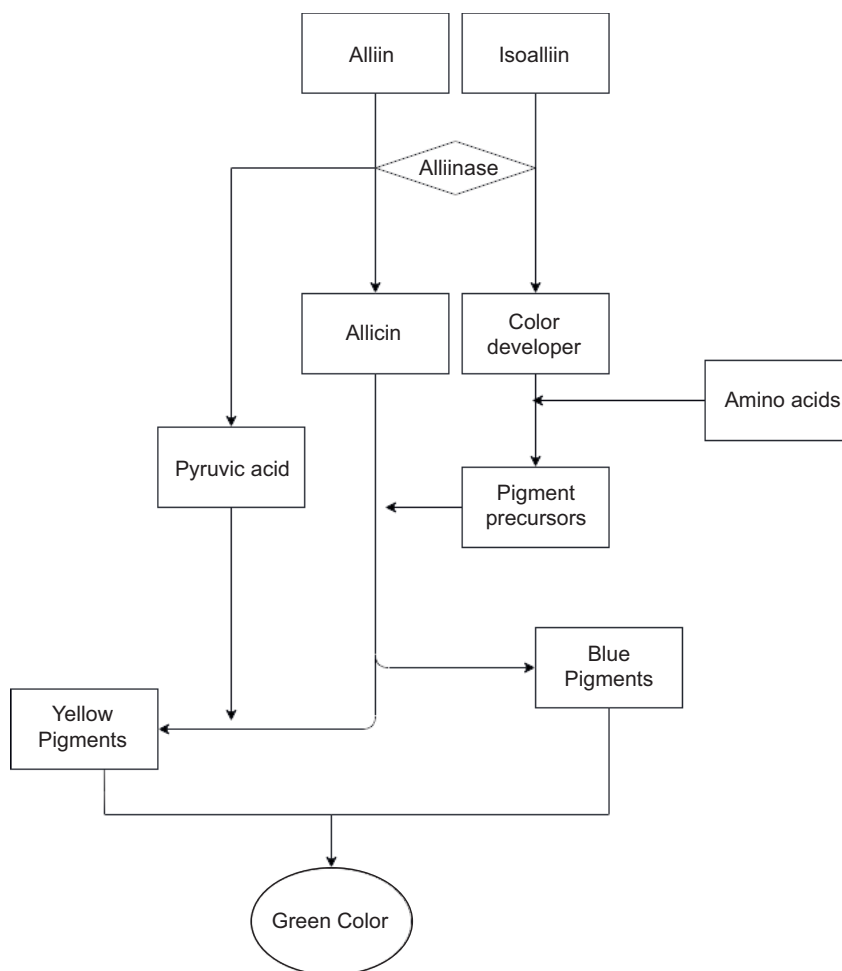 Alliin
Isoalliin
Alliinase
Allicin
Color
developer
Amino acids
Pyruvic acid
Pigment
precursors
Blue
Pigments
Yellow
Pigments
Green Color